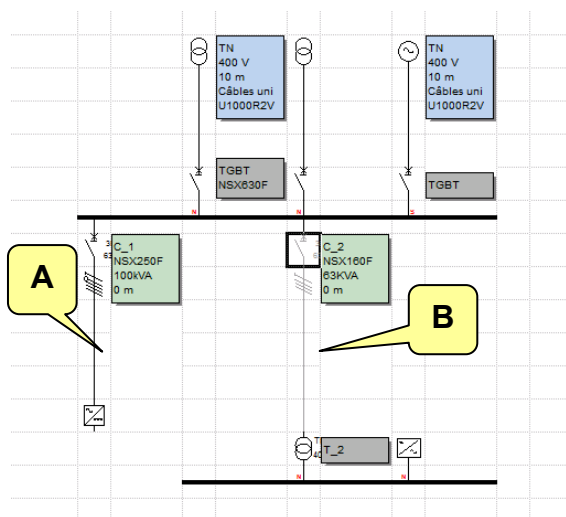 TN
400 V
10 m
Câbles uni
U1000R2V
TN
400 V
10 m
Câbles uni
U1000R2V
TGBT
NSX630F
TGBT
N
N
S
C_1
NSX250F
100kVA
0 m
C_2
NSX160F
63KVA
0 m
A
B
T_2
N
N